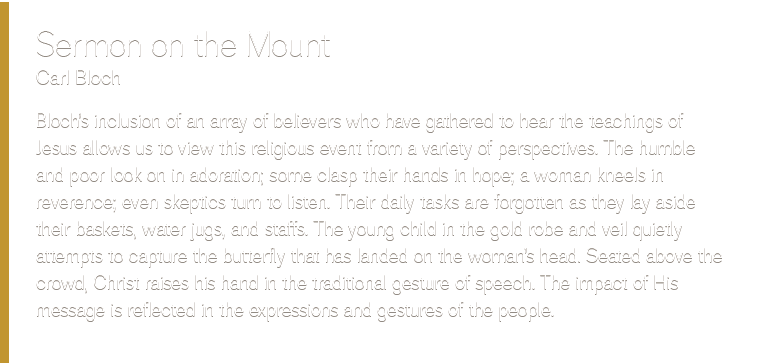 Sermon on the Mount
Carl Bloch
Bloch's inclusion of an array of believers who have gathered to hear the teachings of
Jesus allows us to view this religious event from a variety of perspectives. The humble
and poor look on in adoration; some clasp their hands in hope; a woman kneels in
reverence; even skeptics turn to listen. Their daily tasks are forgotten as they lay aside
their baskets, water jugs, and staffs. The young child in the gold robe and veil quietly
attempts to capture the butterfly that has landed on the woman's head. Seated above the
crowd, Christ raises his hand in the traditional gesture of speech. The impact of His
message is reflected in the expressions and gestures of the people.